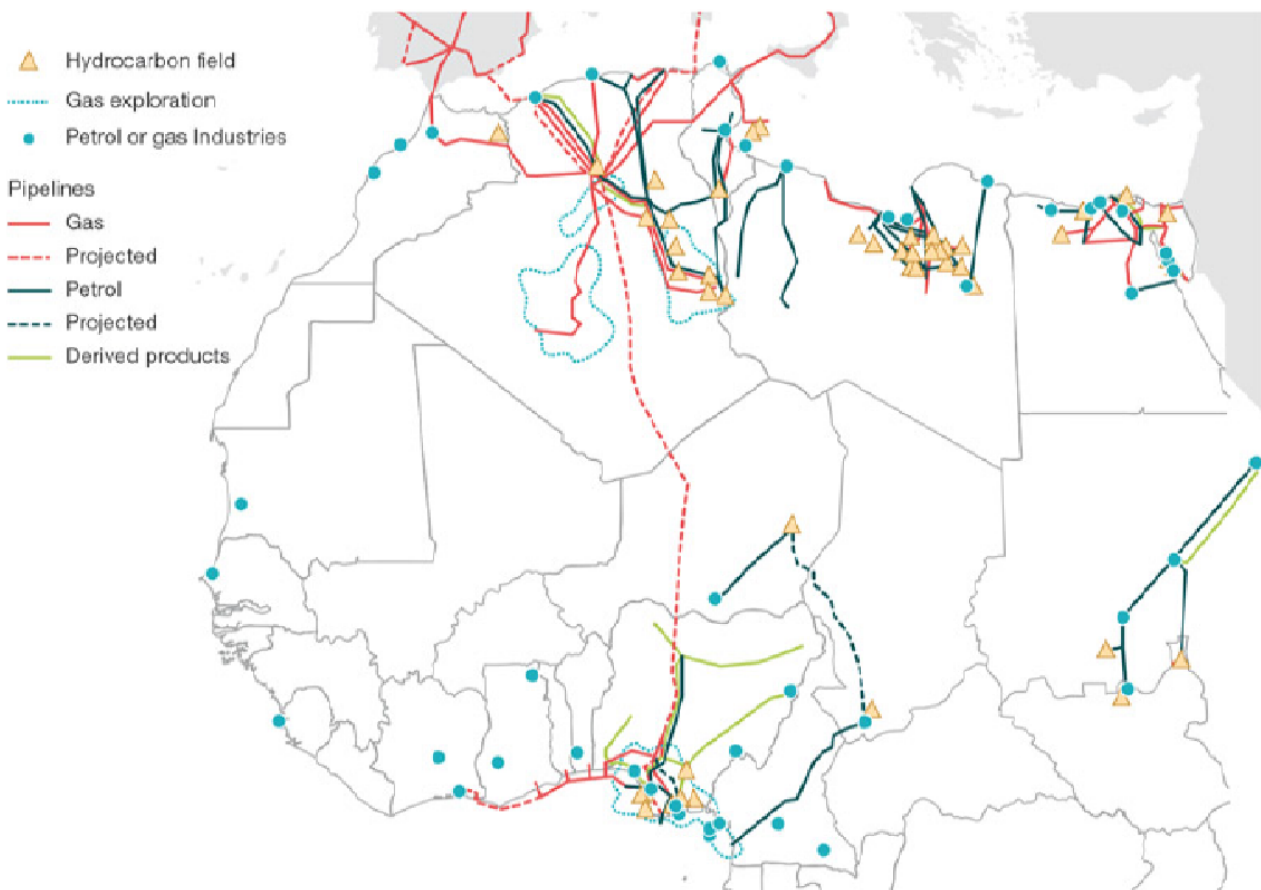 Hydrocarbon field
Gas exploration
Petrol or gas Industries
Pipelines
Gas
Projected
Petrol
Projected
Derived products